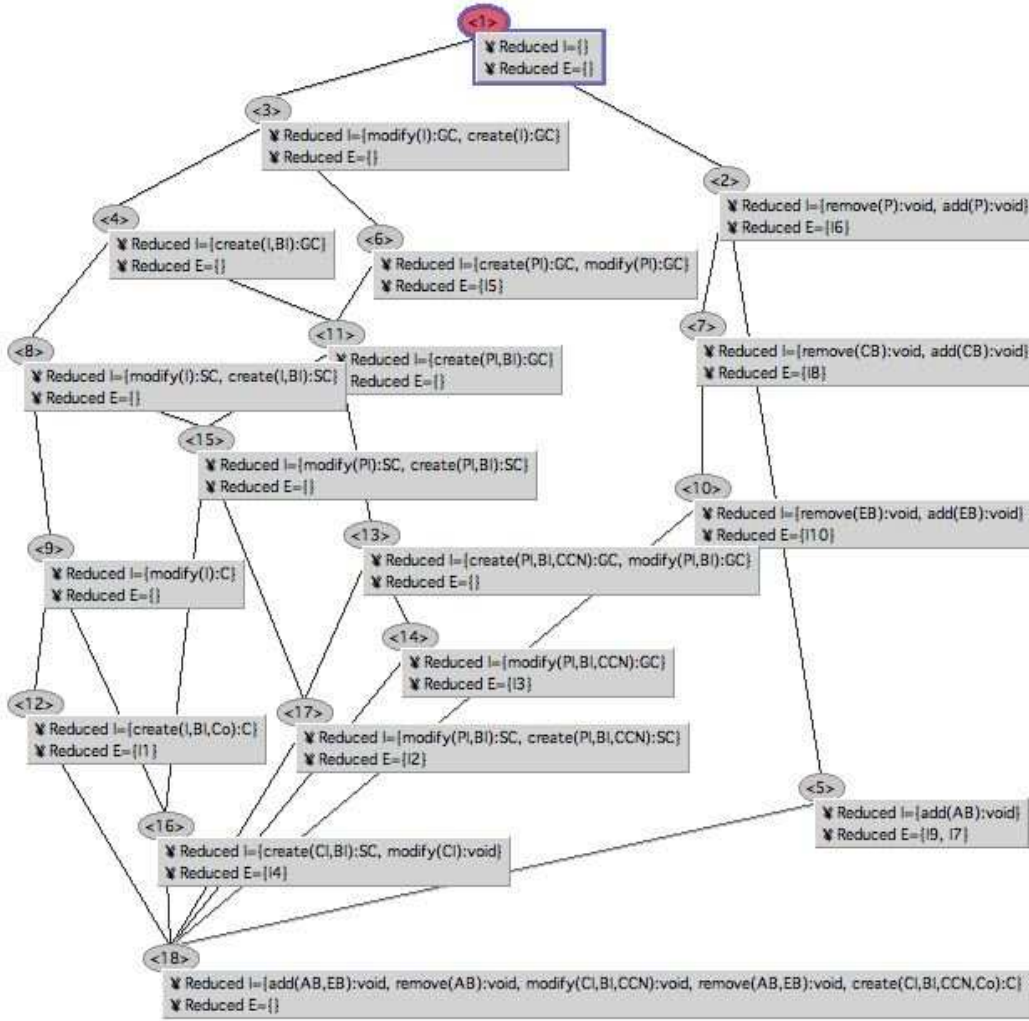 <1>
¥ Reduced I={}
¥ Reduced E={}
<3>
¥ Reduced I={modify(I):GC, create(I):GC}
¥ Reduced E={}
<2>
¥ Reduced I={remove(P):void, add(P):void}
¥ Reduced E={I6}
<4>
¥ Reduced I={create(I,BI):GC}
¥ Reduced E={}
<6>
¥ Reduced I={create(PI):GC, modify(PI):GC}
¥ Reduced E={I5}
<11>
¥ Reduced I={create(PI,BI):GC}
Reduced E={}
<7>
¥ Reduced I={remove(CB):void, add(CB):void}
¥ Reduced E={I8}
<8>
¥ Reduced I={modify(I):SC, create(I,BI):SC}
¥ Reduced E={}
<15>
¥ Reduced I={modify(PI):SC, create(PI,BI):SC}
¥ Reduced E={}
<10>
¥ Reduced I={remove(EB):void, add(EB):void}
¥ Reduced E={I10}
<9>
¥ Reduced I={modify(I):C}
¥ Reduced E={}
<13>
¥ Reduced I={create(PI,BI,CCN):GC, modify(PI,BI):GC}
¥ Reduced E={}
<14>
¥ Reduced I={modify(PI,BI,CCN):GC}
¥ Reduced E={I3}
<12>
¥ Reduced I={create(I,BI,Co):C}
¥ Reduced E={I1}
<17>
¥ Reduced I={modify(PI,BI):SC, create(PI,BI,CCN):SC}
¥ Reduced E={I2}
<5>
¥ Reduced I={add(AB):void}
¥ Reduced E={I9, I7}
<16>
¥ Reduced I={create(CI,BI):SC, modify(CI):void}
¥ Reduced E={I4}
<18>
¥ Reduced I={add(AB,EB):void, remove(AB):void, modify(CI,BI,CCN):void, remove(AB,EB):void, create(CI,BI,CCN,Co):C}
¥ Reduced E={}